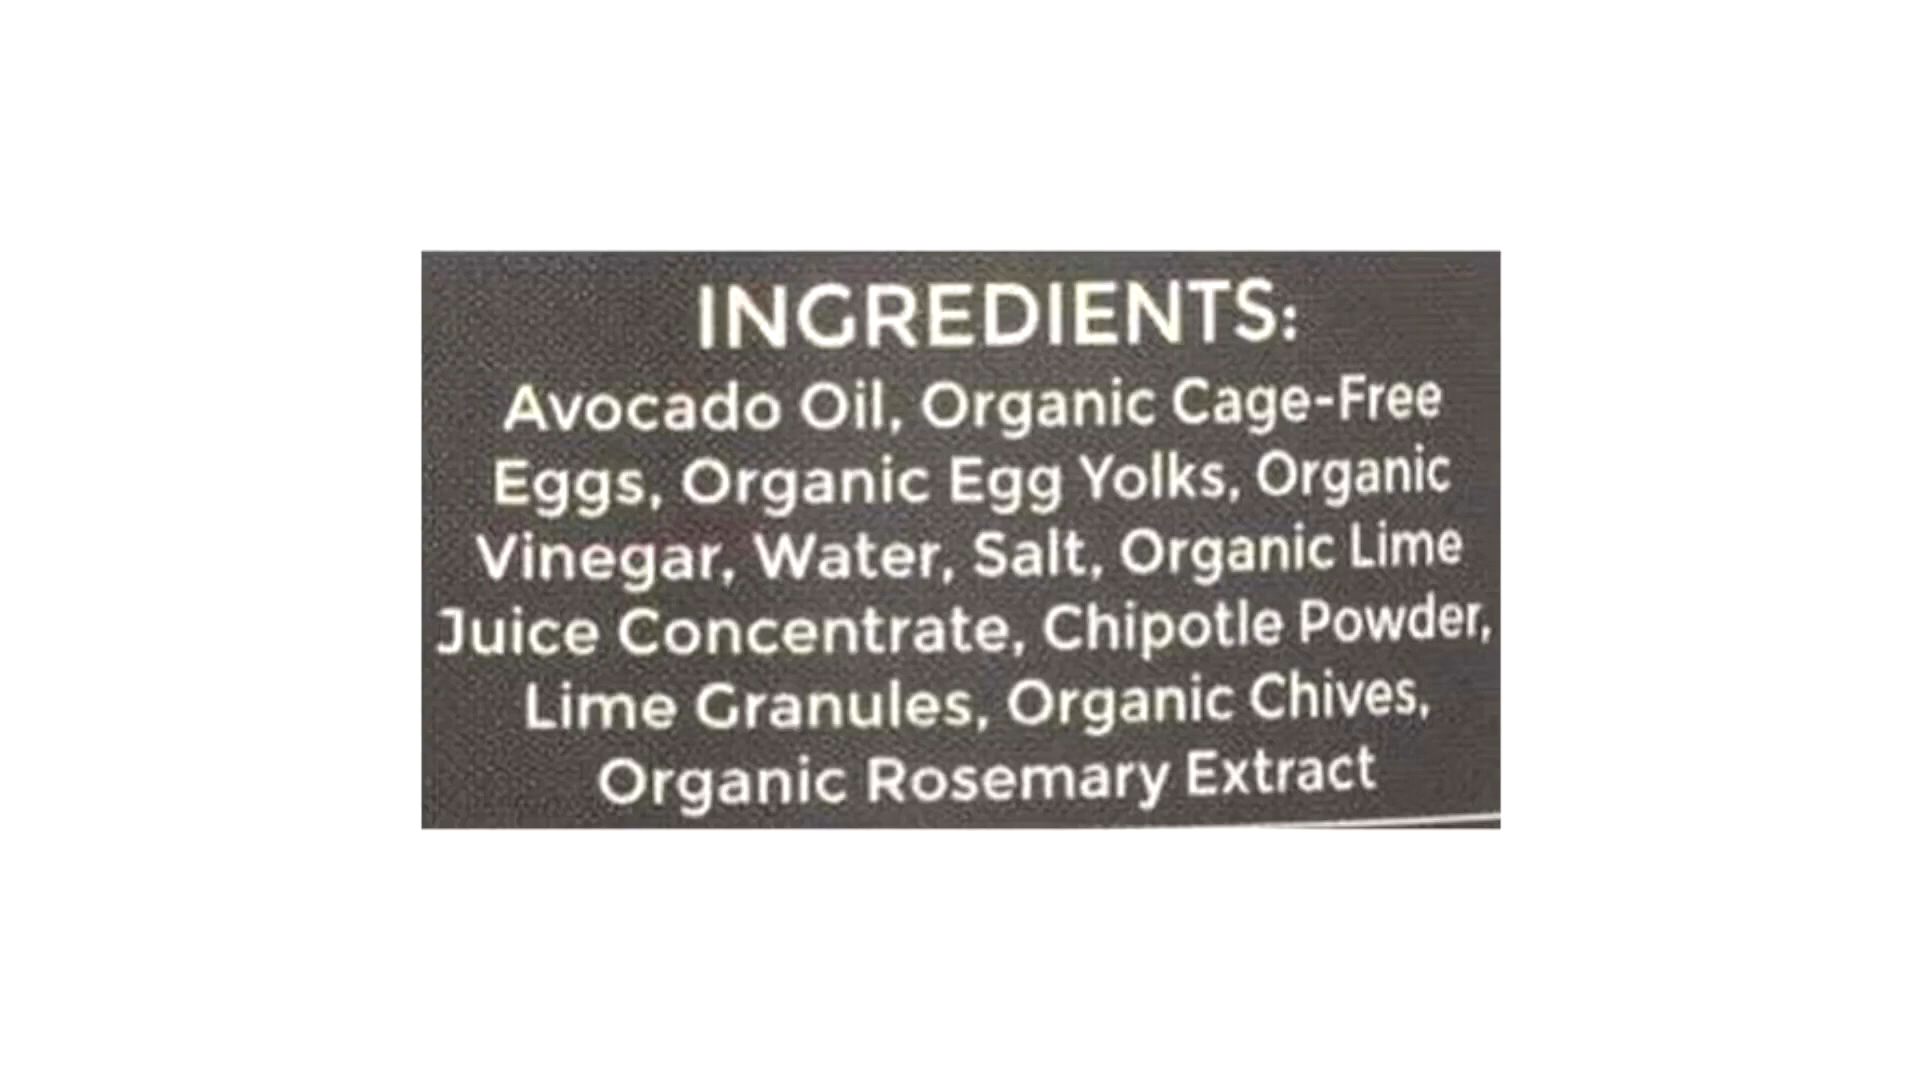 INGREDIENTS:
Avocado Oil, Organic Cage-Free
Eggs, Organic Egg Yolks, Organic
Vinegar, Water, Salt, Organic Lime
Juice Concentrate, Chipotle Powder,
Lime Granules, Organic Chives,
Organic Rosemary Extract